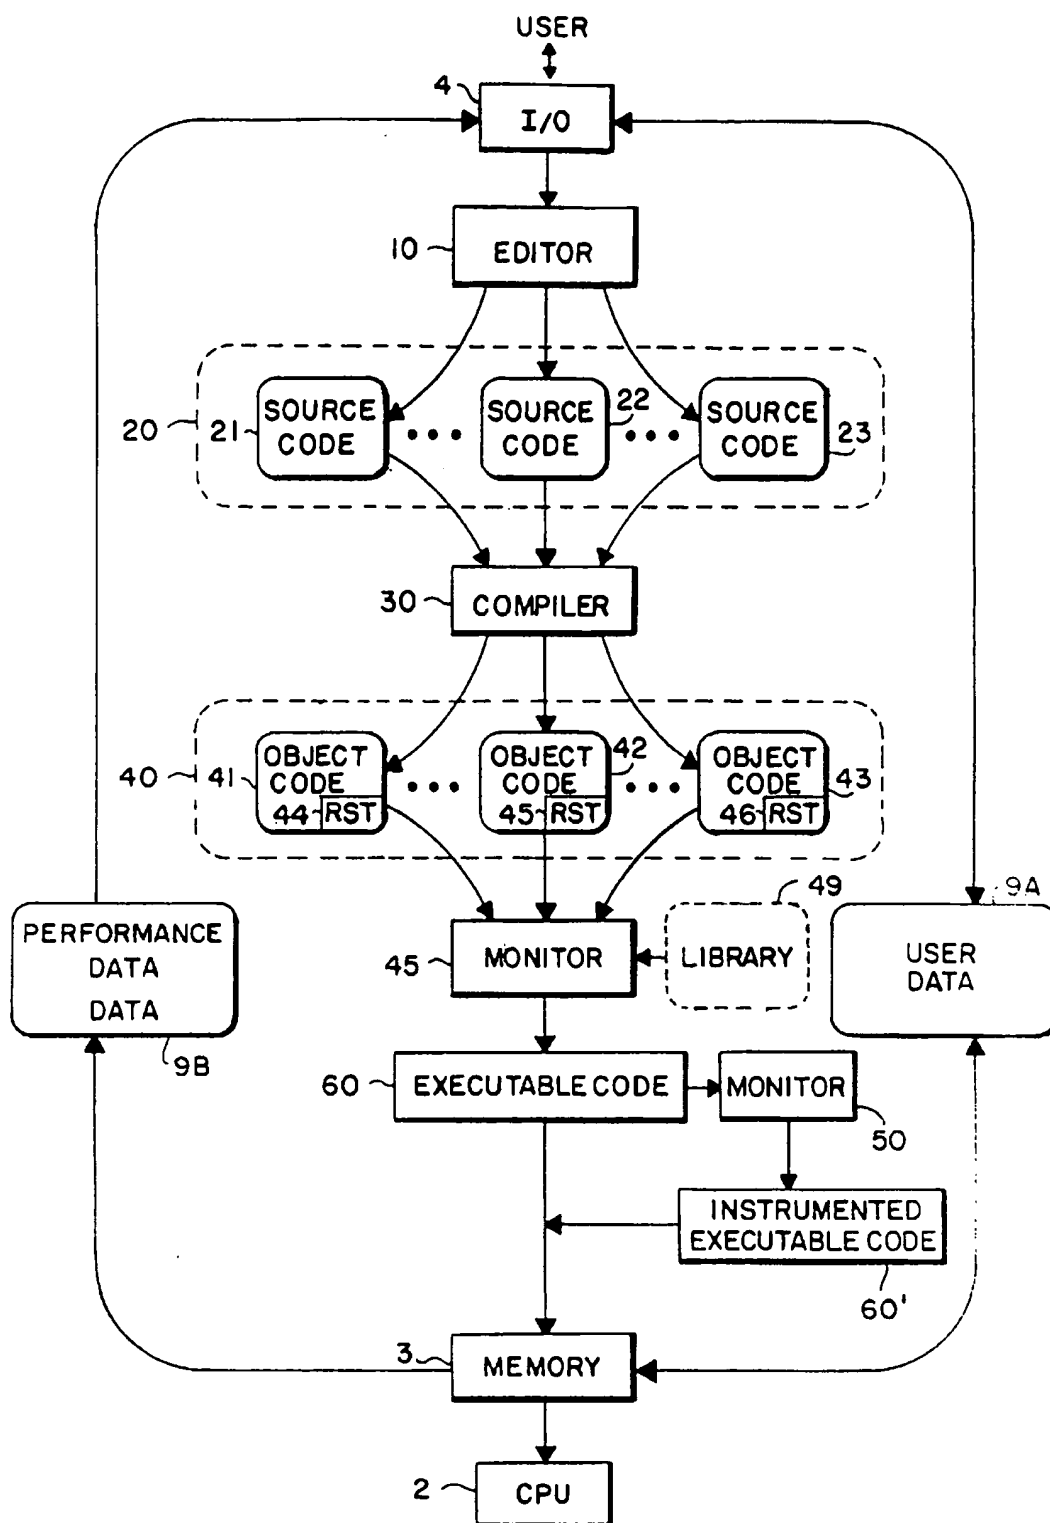 USER
4
I/O
10
EDITOR
20
21
SOURCE
CODE
SOURCE
CODE
22
SOURCE
CODE
23
30
COMPILER
40
41
OBJECT
CODE
44
RST
OBJECT
CODE
42
45
RST
OBJECT
CODE
43
46
RST
49
9A
PERFORMANCE
DATA
DATA
9B
45
MONITOR
LIBRARY
USER
DATA
60
EXECUTABLE CODE
MONITOR
50
INSTRUMENTED
EXECUTABLE CODE
60'
3
MEMORY
2
CPU